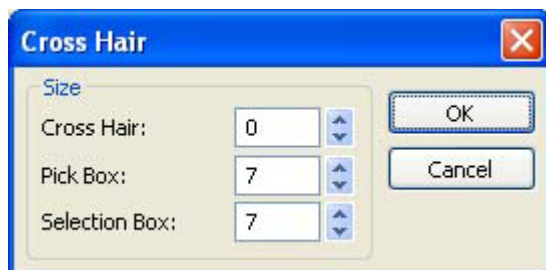 Cross Hair
Size
Cross Hair: 0
OK
Pick Box: 7
Cancel
Selection Box: 7